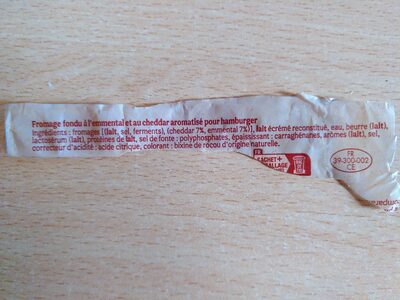 Fromage fondu à l'emmental et au cheddar aromatisé pour hamburger
Ingrédients : fromages [(lait, sel, ferments), (cheddar 7%, emmental 7%)], lait écrémé reconstitué, eau, beurre (lait),
lactosérum (lait), protéines de lait, sel de fonte : polyphosphates, épaississant : carraghénanes, arômes (lait), sel,
correcteur d'acidité : acide citrique, colorant : bixine de rocou d'origine naturelle.
FR
SACHET+
FR
39-300-002
CE